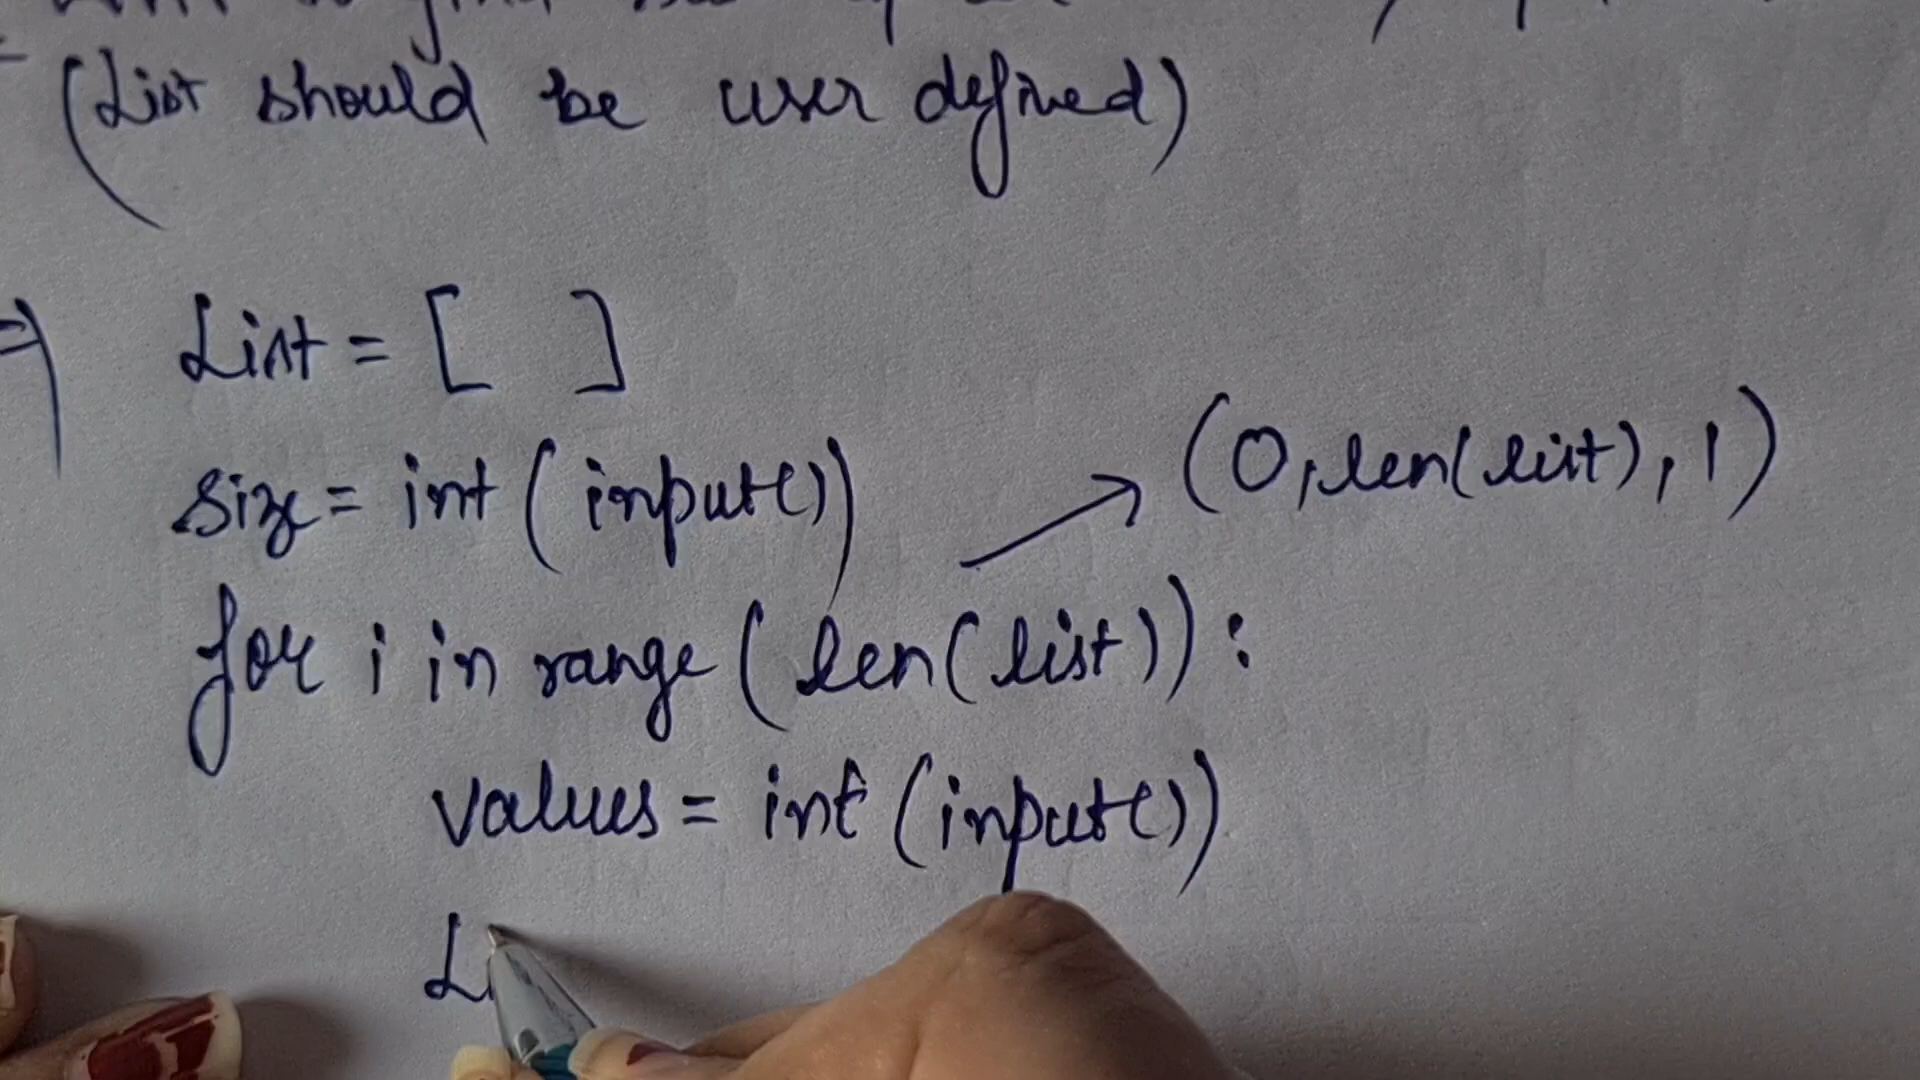 (List should be user defined)
List = [ ]
size = int (input())
(0, len(list), 1)
for i in range (len(list)):
values = int (input())
Li